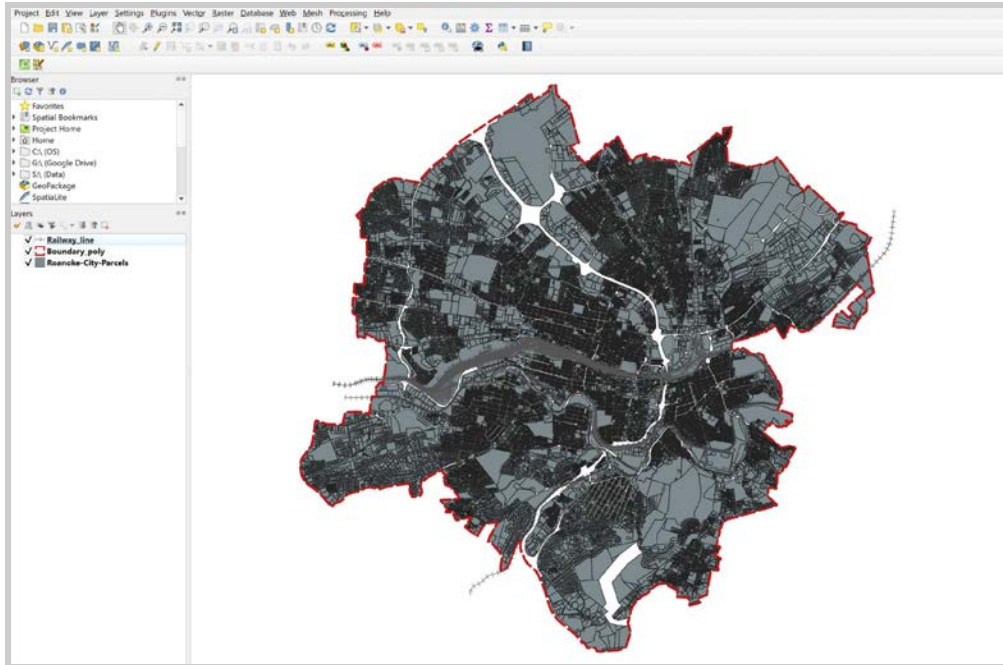 Project Edit View Layer Settings Plugins Vector Raster Database Web Mesh Processing Help
Browser
Favorites
Spatial Bookmarks
Project Home
Home
C:\ (OS)
G:\ (Google Drive)
S:\ (Data)
GeoPackage
SpatiaLite
Layers
Railway_line
Boundary_poly
Roanoke-City-Parcels